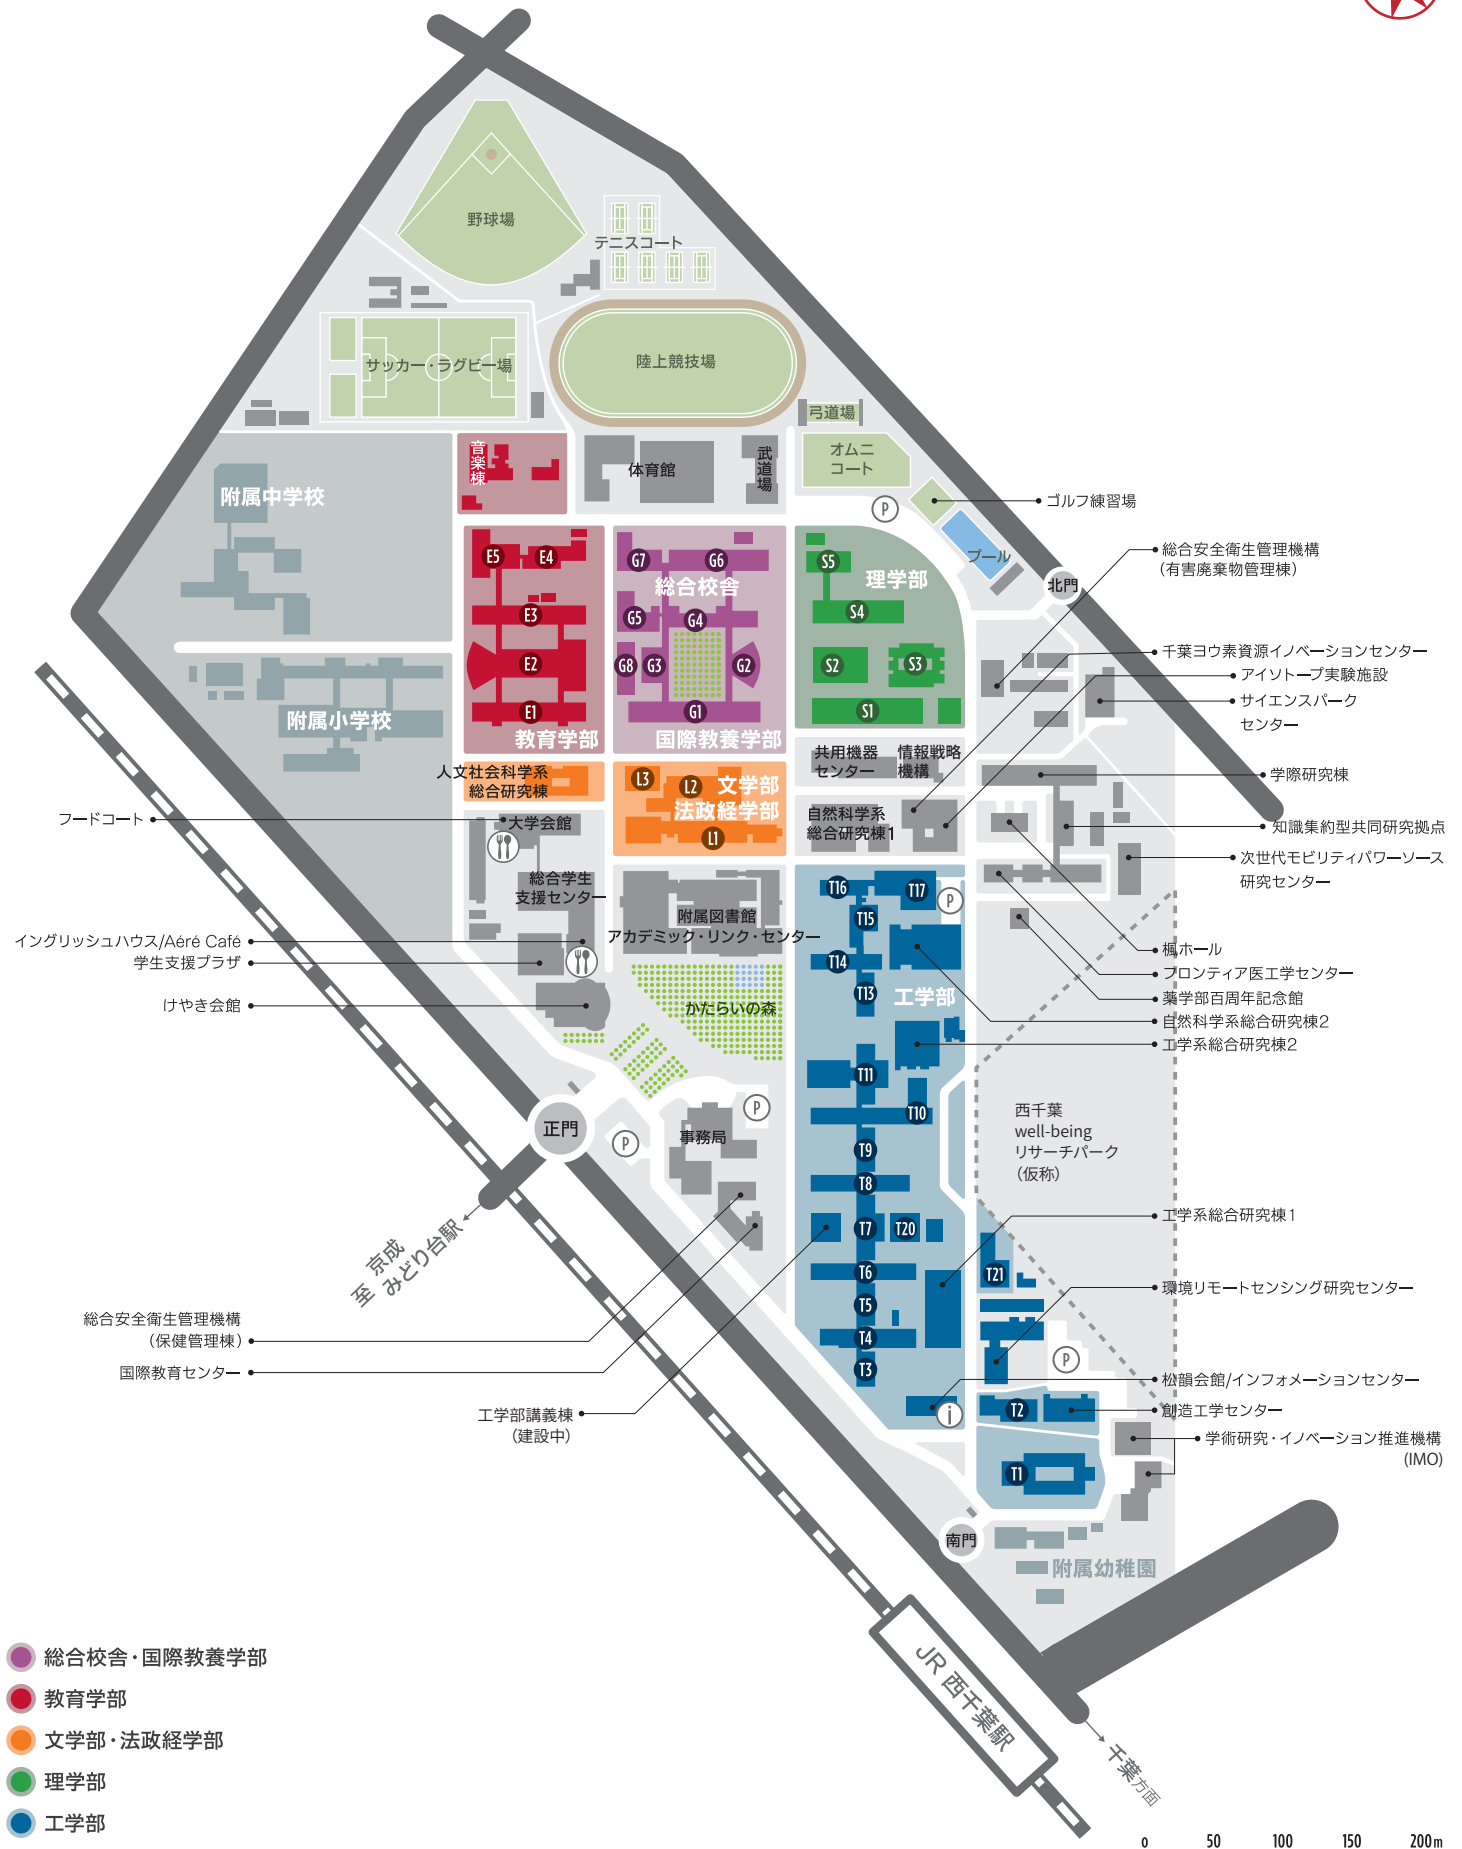 野球場
テニスコート
サッカー・ラグビー場
陸上競技場
弓道場
オムニ
コート
音楽棟
体育館
武道場
附属中学校
P
ゴルフ練習場
プール
北門
総合安全衛生管理機構
(有害廃棄物管理棟)
E5
E4
G7
G6
総合校舎
S5
理学部
E3
G5
G4
S4
千葉ヨウ素資源イノベーションセンター
アイソトープ実験施設
サイエンスパーク
センター
E2
G8
G3
G2
S2
S3
附属小学校
E1
G1
S1
教育学部
国際教養学部
共用機器
センター
情報戦略
機構
人文社会科学系
総合研究棟
L3
L2
文学部
法政経学部
L1
学際研究棟
フードコート
大学会館
自然科学系
総合研究棟1
知識集約型共同研究拠点
次世代モビリティパワーソース
研究センター
総合学生
支援センター
T16
T17
P
附属図書館
アカデミック・リンク・センター
T15
イングリッシュハウス/Aéré Café
学生支援プラザ
T14
楓ホール
フロンティア医工学センター
けやき会館
かたらいの森
T13
工学部
薬学部百周年記念館
自然科学系総合研究棟2
工学系総合研究棟2
T11
正門
P
P
事務局
T10
西千葉
well-being
リサーチパーク
(仮称)
T9
T8
T7
T20
工学系総合研究棟1
至 京成
みどり台駅
T6
T21
環境リモートセンシング研究センター
総合安全衛生管理機構
(保健管理棟)
T5
T4
国際教育センター
T3
P
松韻会館/インフォメーションセンター
工学部講義棟
(建設中)
i
T2
創造工学センター
学術研究・イノベーション推進機構
(IMO)
T1
南門
附属幼稚園
JR 西千葉駅
千葉方面
総合校舎・国際教養学部
教育学部
文学部・法政経学部
理学部
工学部
0 50 100 150 200m